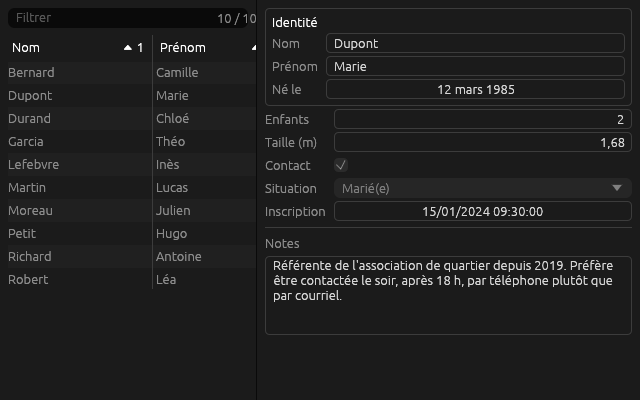 Filtrer 10 / 10
Nom 1 Prénom
Bernard Camille
Dupont Marie
Durand Chloé
Garcia Théo
Lefebvre Inès
Martin Lucas
Moreau Julien
Petit Hugo
Richard Antoine
Robert Léa
Identité
Nom Dupont
Prénom Marie
Né le 12 mars 1985
Enfants 2
Taille (m) 1,68
Contact
Situation Marié(e)
Inscription 15/01/2024 09:30:00
Notes
Référente de l'association de quartier depuis 2019. Préfère
être contactée le soir, après 18 h, par téléphone plutôt que
par courriel.